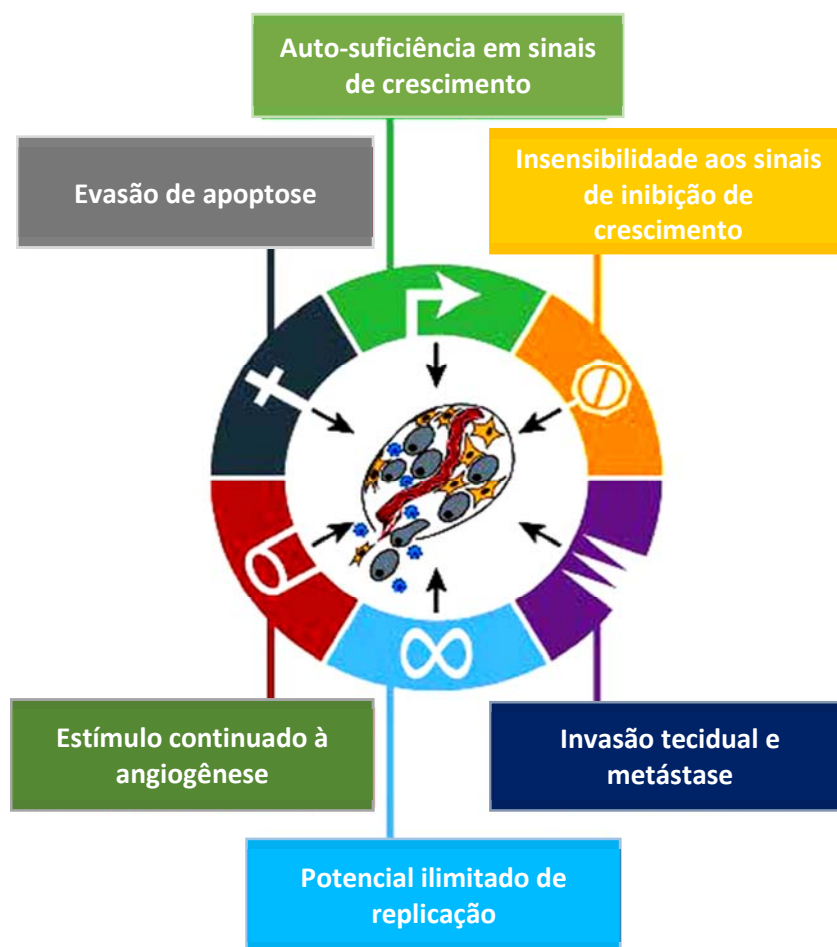 Auto-suficiência em sinais
de crescimento
Evasão de apoptose
Insensibilidade aos sinais
de inibição de
crescimento
Estímulo continuado à
angiogênese
Invasão tecidual e
metástase
Potencial ilimitado de
replicação